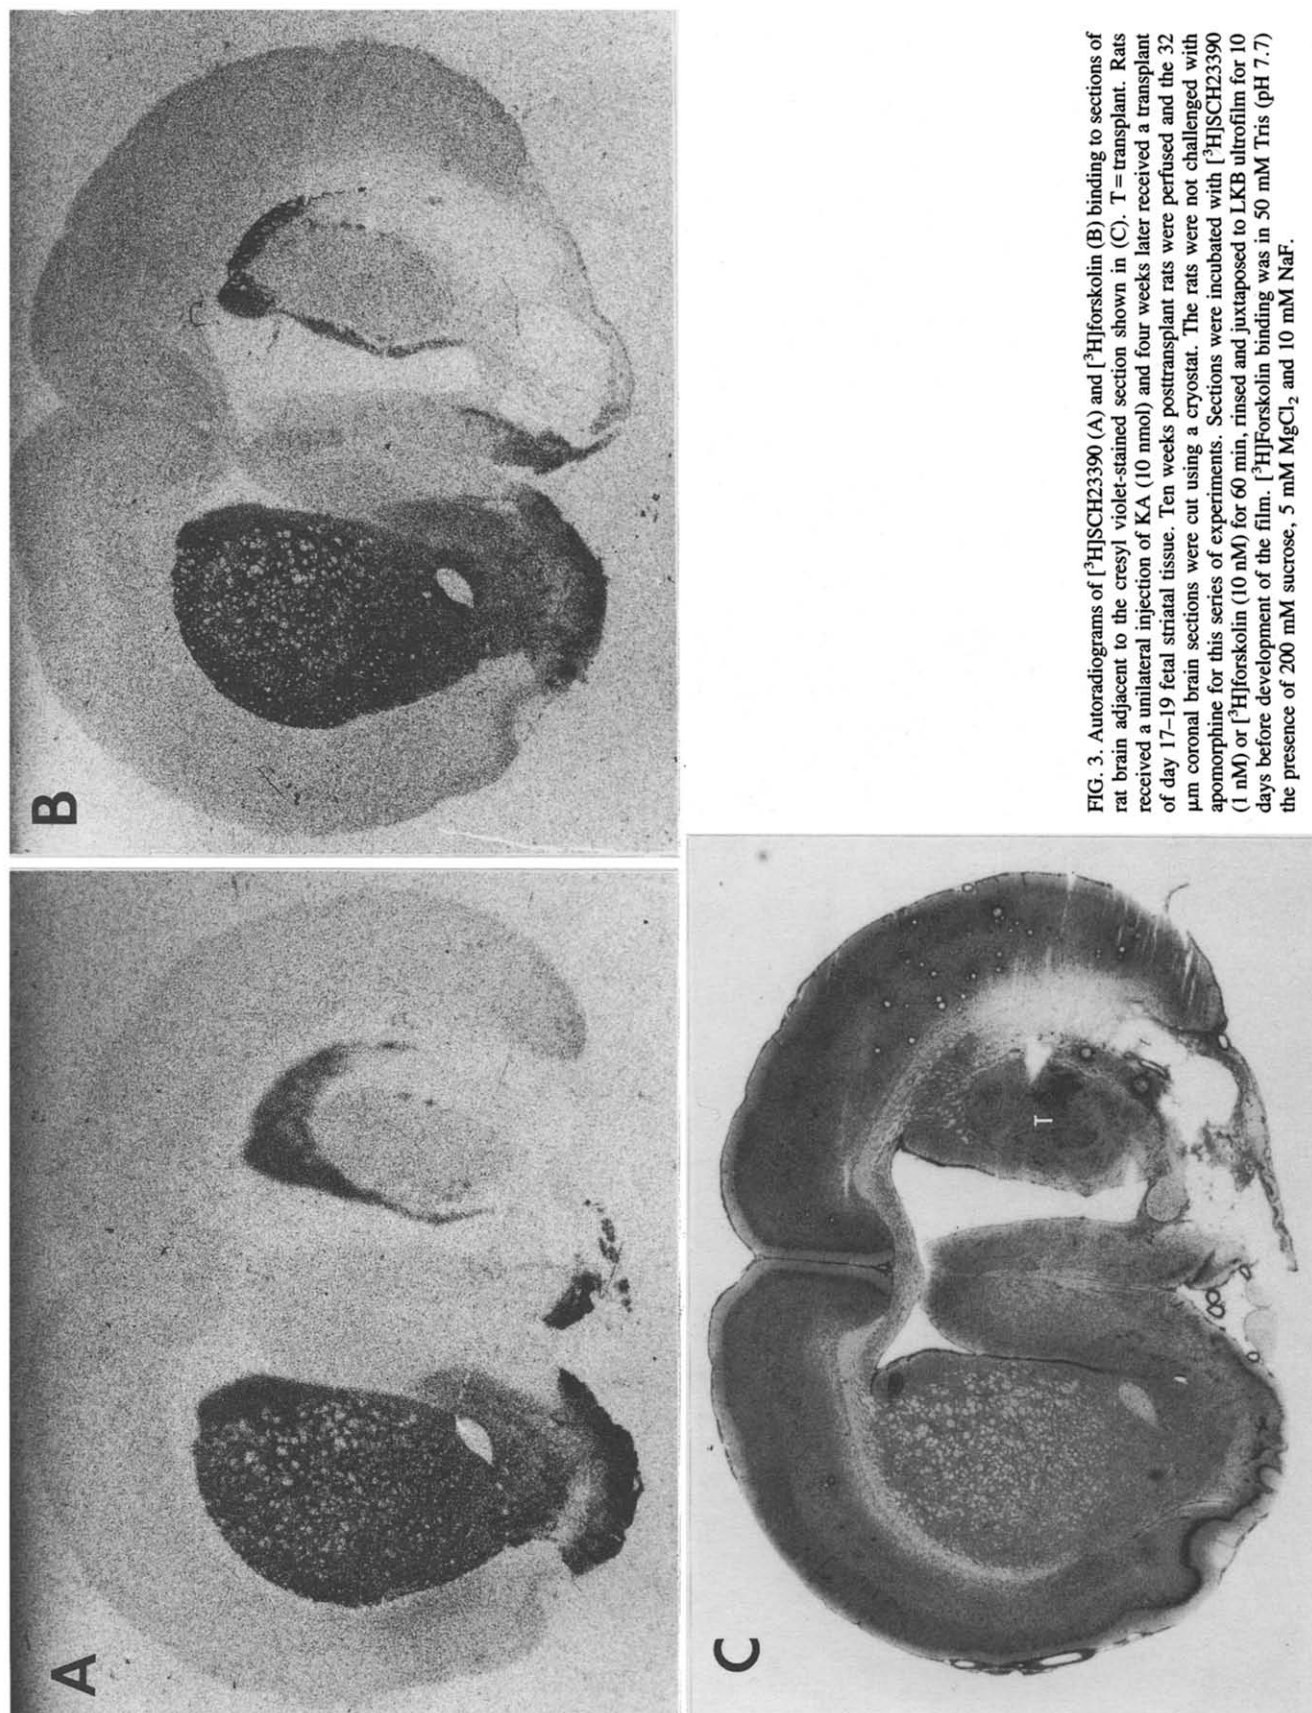 A
B
C
T
FIG. 3. Autoradiograms of [³H]SCH23390 (A) and [³H]forskolin (B) binding to sections of
rat brain adjacent to the cresyl violet-stained section shown in (C). T = transplant. Rats
received a unilateral injection of KA (10 nmol) and four weeks later received a transplant
of day 17–19 fetal striatal tissue. Ten weeks posttransplant rats were perfused and the 32
μm coronal brain sections were cut using a cryostat. The rats were not challenged with
apomorphine for this series of experiments. Sections were incubated with [³H]SCH23390
(1 nM) or [³H]forskolin (10 nM) for 60 min, rinsed and juxtaposed to LKB ultrofilm for 10
days before development of the film. [³H]Forskolin binding was in 50 mM Tris (pH 7.7)
the presence of 200 mM sucrose, 5 mM MgCl₂ and 10 mM NaF.